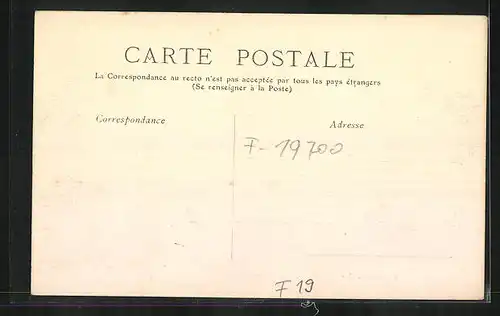 CARTE POSTALE
La Correspondance au recto n'est pas acceptée par tous les pays étrangers
(Se renseigner à la Poste)
Correspondance
Adresse
F-19700
F 19